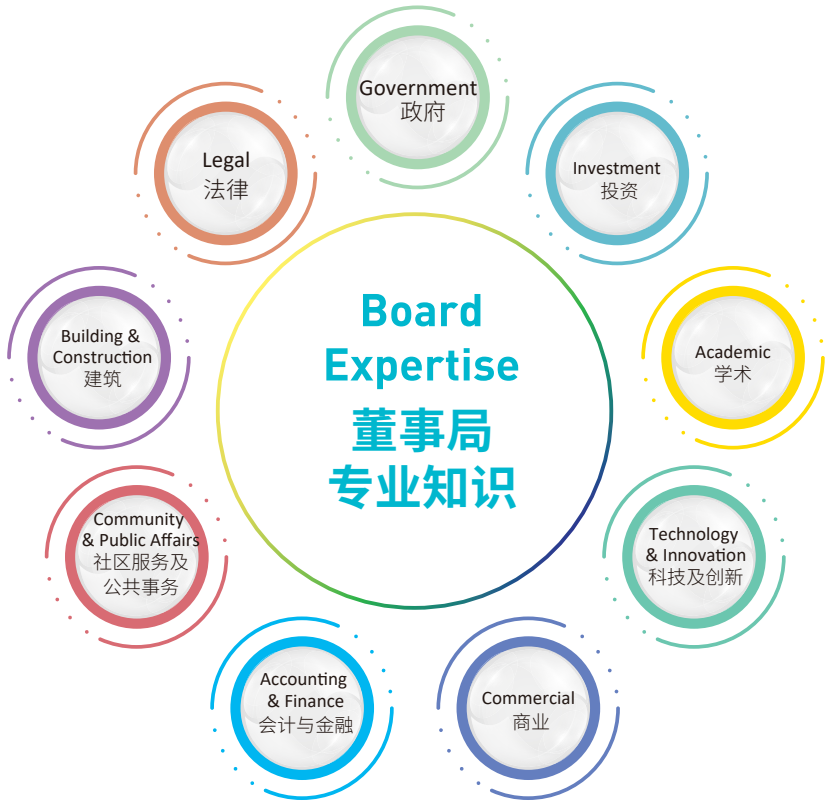 Board
Expertise
董事局
专业知识
Government
政府
Investment
投资
Academic
学术
Technology
& Innovation
科技及创新
Commercial
商业
Accounting
& Finance
会计与金融
Community
& Public Affairs
社区服务及
公共事务
Building &
Construction
建筑
Legal
法律